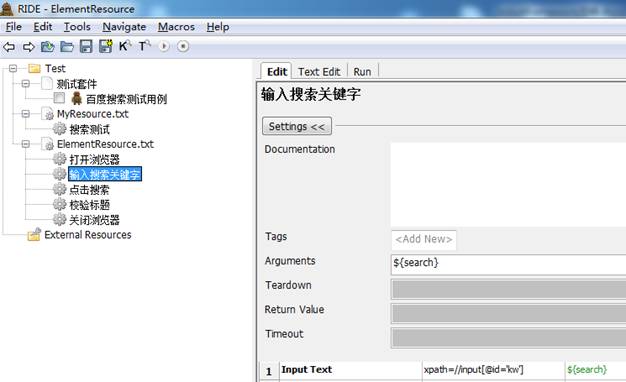 RIDE - ElementResource
File Edit Tools Navigate Macros Help
Test
测试套件
百度搜索测试用例
MyResource.txt
搜索测试
ElementResource.txt
打开浏览器
输入搜索关键字
点击搜索
校验标题
关闭浏览器
External Resources
Edit Text Edit Run
输入搜索关键字
Settings <<
Documentation
Tags <Add New>
Arguments ${search}
Teardown
Return Value
Timeout
1 Input Text xpath=//input[@id='kw'] ${search}